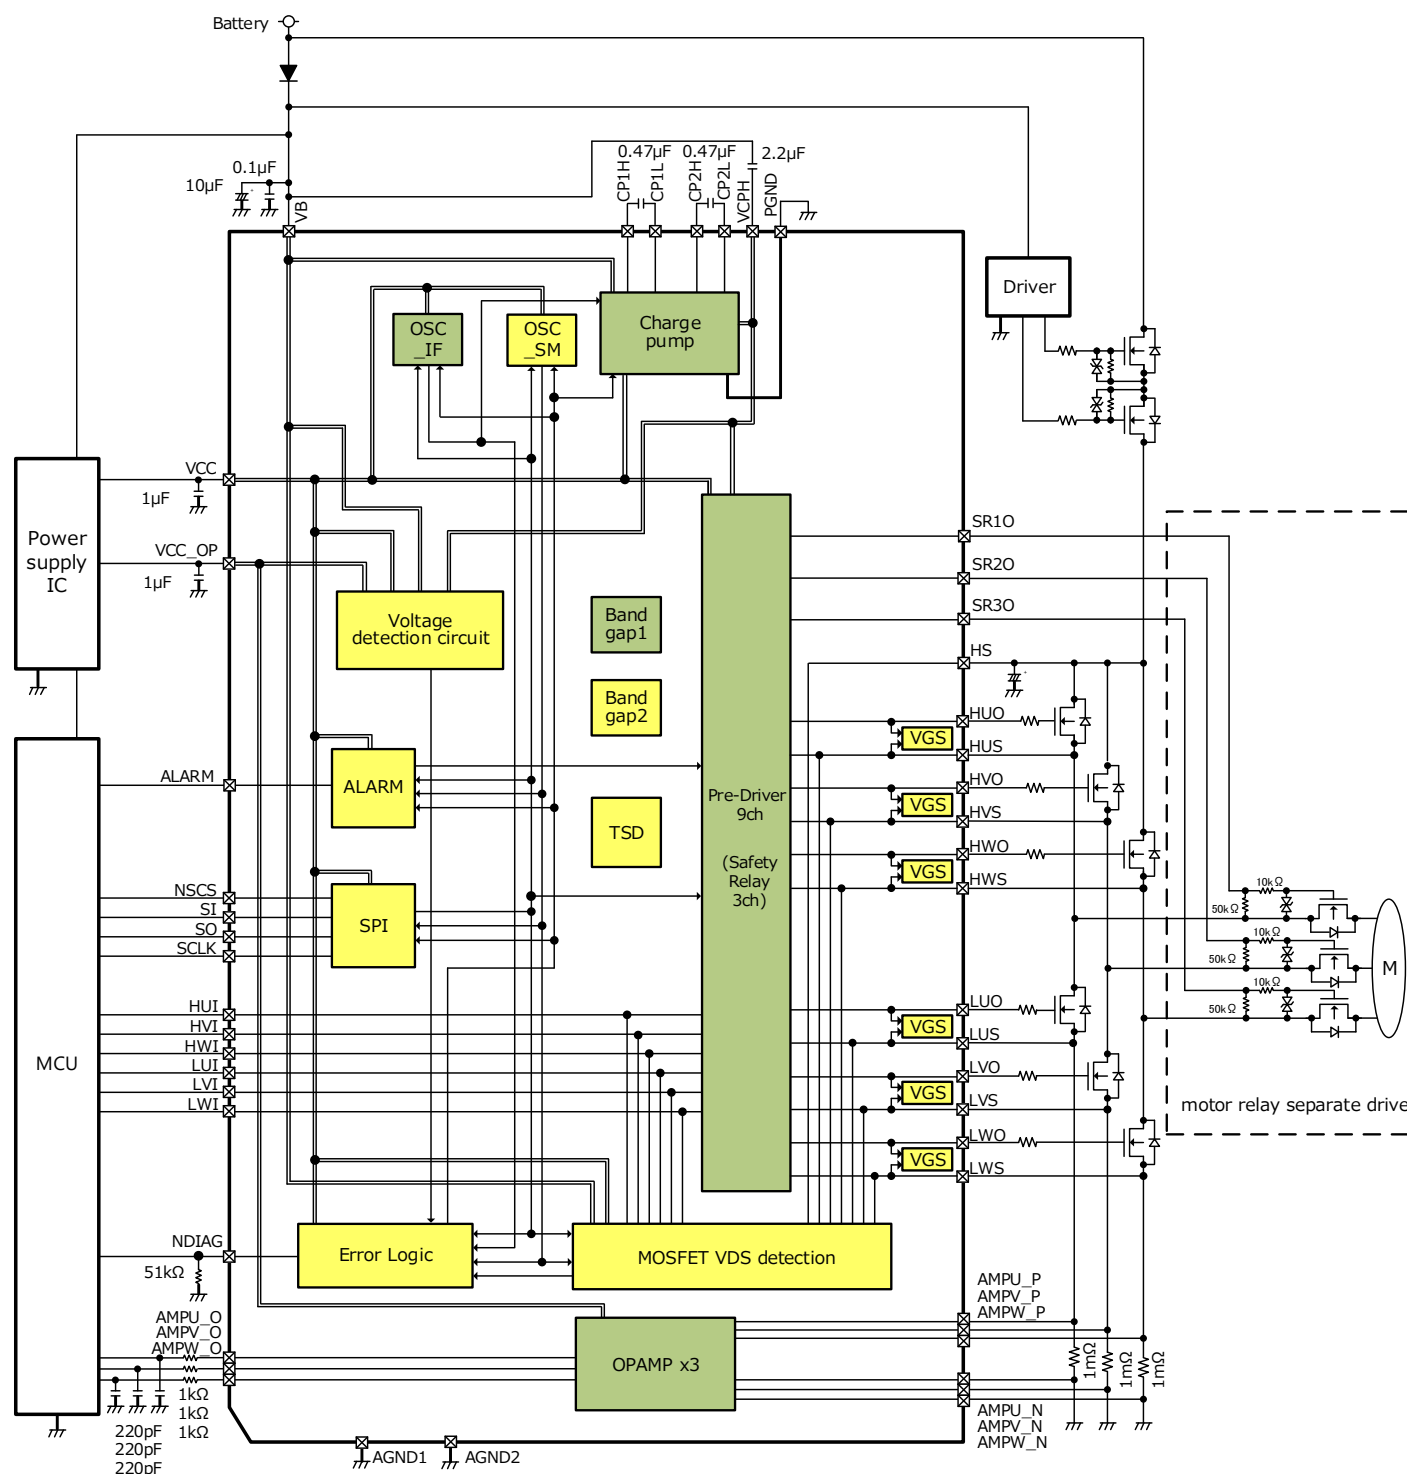 Battery
0.1µF
10µF
VB
0.47µF
0.47µF
2.2µF
CP1H
CP1L
CP2H
CP2L
VCPH
PGND
OSC
_IF
OSC
_SM
Charge
pump
Driver
VCC
1µF
VCC_OP
1µF
Power
supply
IC
Voltage
detection circuit
Band
gap1
Band
gap2
TSD
ALARM
ALARM
NSCS
SI
SO
SCLK
SPI
Pre-Driver
9ch
(Safety
Relay
3ch)
SR1O
SR2O
SR3O
HS
HUO
VGS
HUS
HVO
VGS
HVS
HWO
VGS
HWS
10kΩ
50kΩ
10kΩ
50kΩ
10kΩ
50kΩ
M
motor relay separate drive
HUI
HVI
HWI
LUI
LVI
LWI
MCU
LUO
VGS
LUS
LVO
VGS
LVS
LWO
VGS
LWS
NDIAG
51kΩ
Error Logic
MOSFET VDS detection
AMPU_O
AMPV_O
AMPW_O
1kΩ
1kΩ
1kΩ
220pF
220pF
220pF
OPAMP x3
AMPU_P
AMPV_P
AMPW_P
1mΩ
1mΩ
1mΩ
AMPU_N
AMPV_N
AMPW_N
AGND1
AGND2